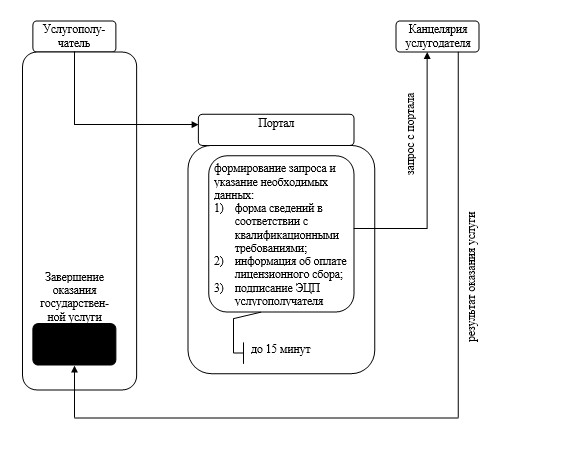 Услугополу-
чатель
Канцелярия
услугодателя
Портал
запрос с портала
формирование запроса и
указание необходимых
данных:
1) форма сведений в
соответствии с
квалификационными
требованиями;
2) информация об оплате
лицензионного сбора;
3) подписание ЭЦП
услугополучателя
результат оказания услуги
Завершение
оказания
государствен-
ной услуги
до 15 минут